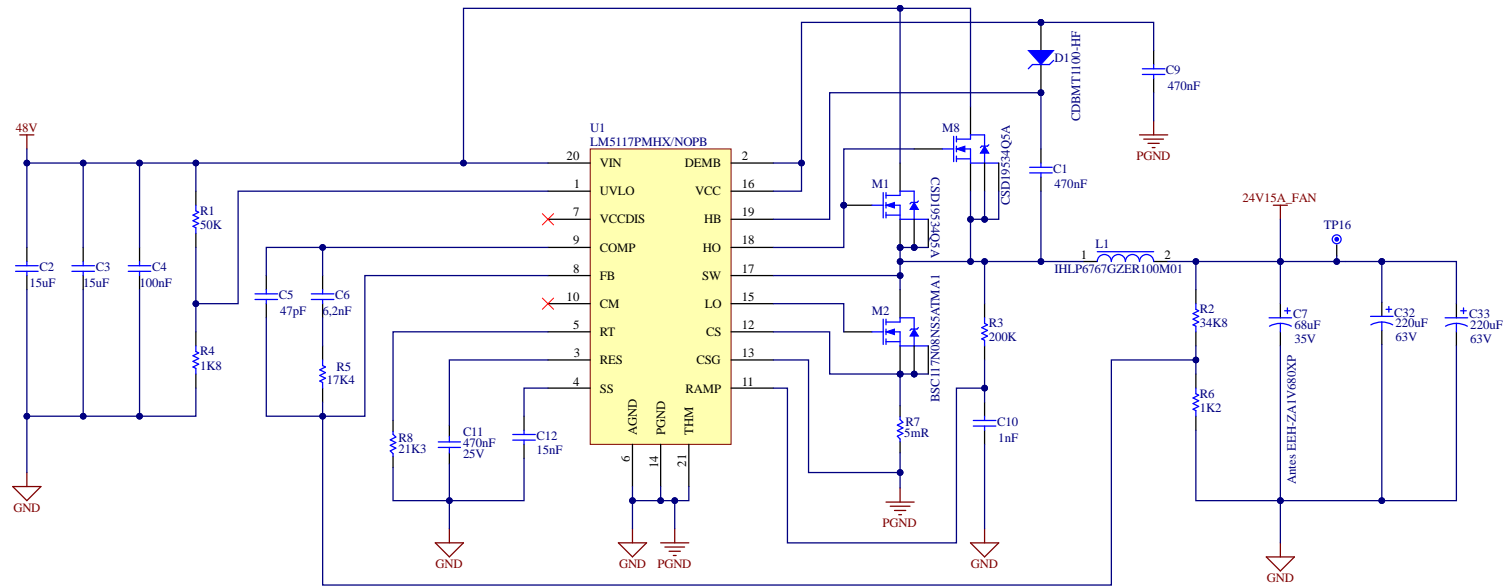 48V
C2
15uF
C3
15uF
C4
100nF
R1
50K
R4
1K8
GND
C5
47pF
C6
6,2nF
R5
17K4
R8
21K3
C11
470nF
25V
C12
15nF
GND
U1
LM5117PMHX/NOPB
20 VIN
1 UVLO
7 VCCDIS
9 COMP
8 FB
10 CM
5 RT
3 RES
4 SS
DEMB 2
VCC 16
HB 19
HO 18
SW 17
LO 15
CS 12
CSG 13
RAMP 11
AGND
PGND
THM
6
14
21
GND
PGND
M1
CSD19534Q5A
M8
CSD19534Q5A
M2
BSC117N08NS5ATMA1
R7
5mR
PGND
D1
CDBMT1100-HF
C9
470nF
PGND
C1
470nF
R3
200K
C10
1nF
GND
L1
1 2
IHLP6767GZER100M01
24V15A_FAN
TP16
R2
34K8
R6
1K2
C7
68uF
35V
Antes EEH-ZA1V680XP
C32
220uF
63V
C33
220uF
63V
GND